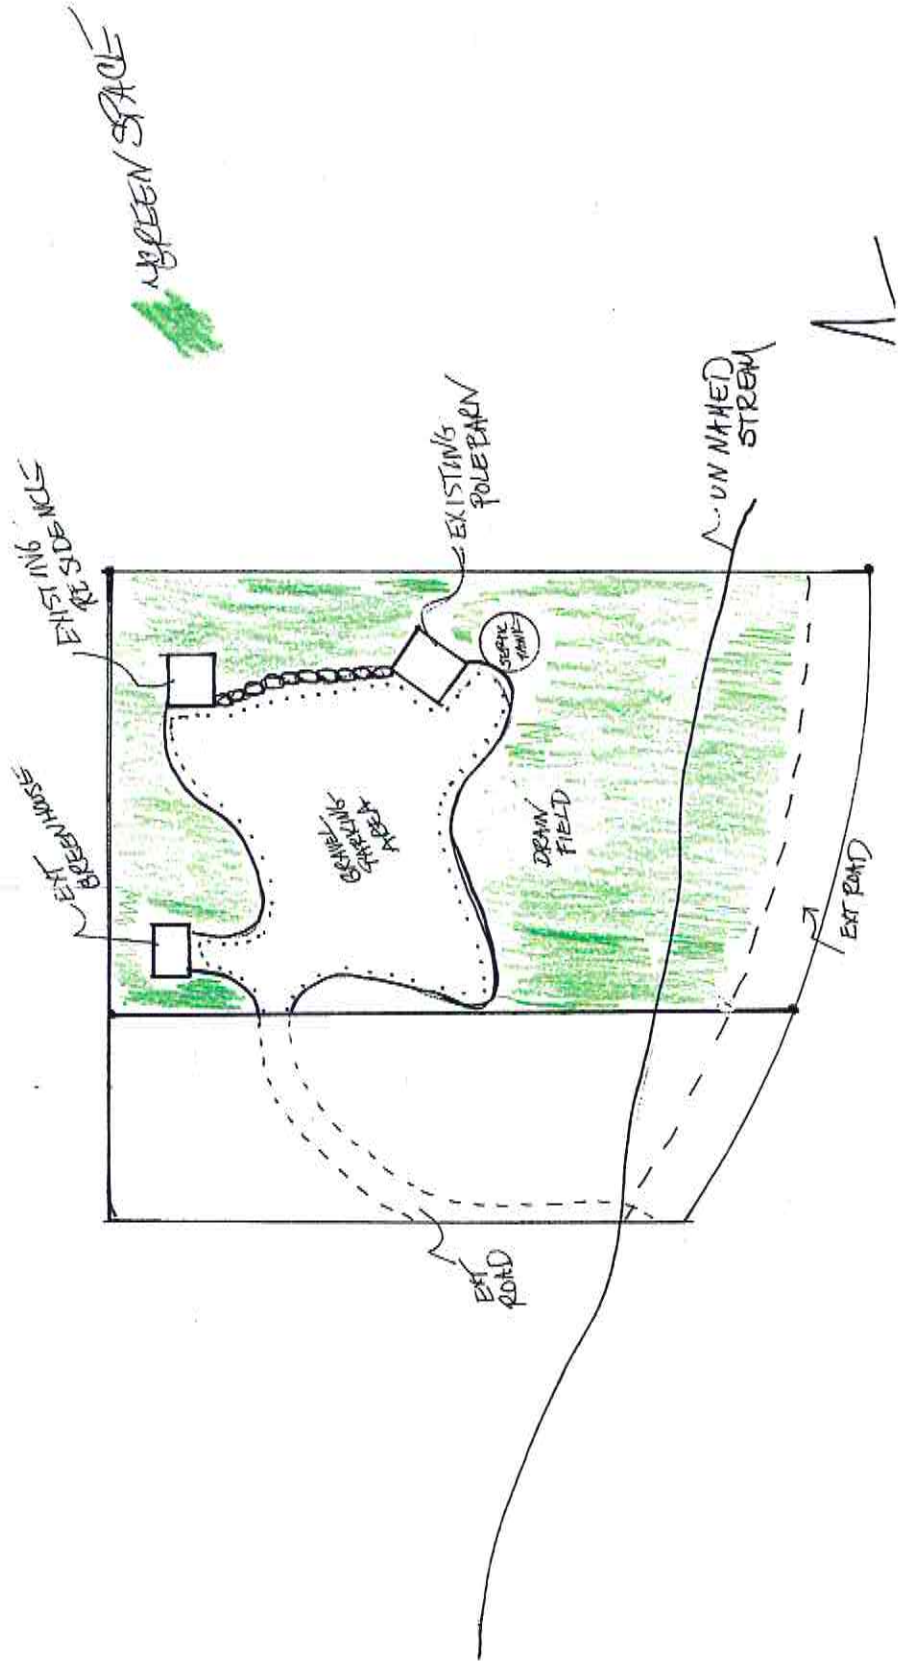 GREEN SPACE
EXISTING
RESIDENCE
EXT
GREENHOUSE
EXISTING
POLE BARN
SEPTIC
TANK
GRAVEL
PARKING
AREA
DRAIN
FIELD
UN NAMED
STREAM
EXT ROAD
EXT
ROAD
N